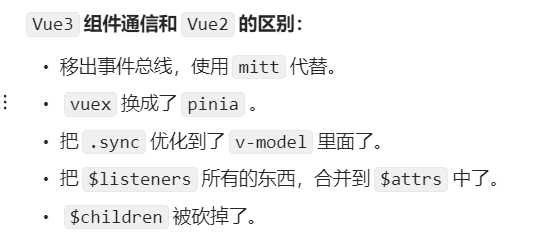 Vue3 组件通信和 Vue2 的区别：
• 移出事件总线，使用 mitt 代替。
• vuex 换成了 pinia 。
• 把 .sync 优化到了 v-model 里面了。
• 把 $listeners 所有的东西，合并到 $attrs 中了。
• $children 被砍掉了。